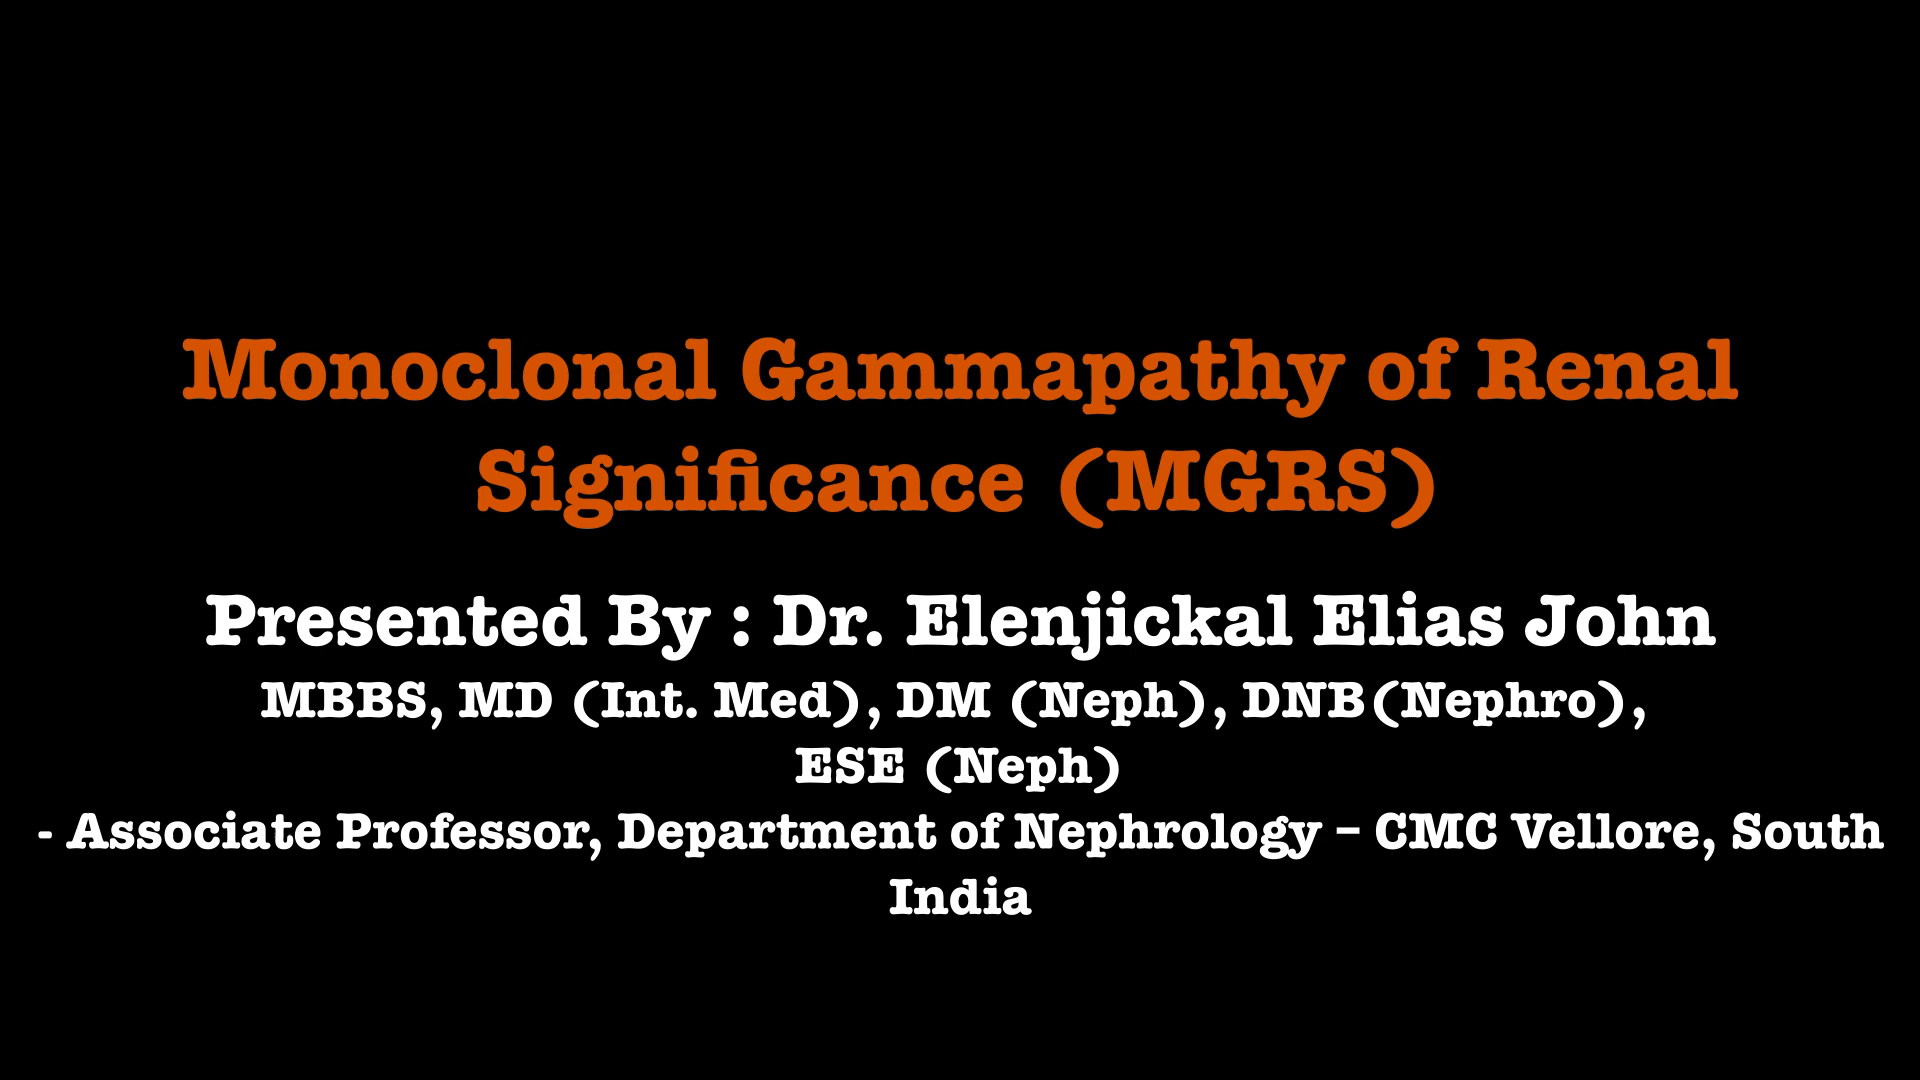 Monoclonal Gammapathy of Renal
Significance (MGRS)
Presented By : Dr. Elenjickal Elias John
MBBS, MD (Int. Med), DM (Neph), DNB(Nephro),
ESE (Neph)
- Associate Professor, Department of Nephrology – CMC Vellore, South
India